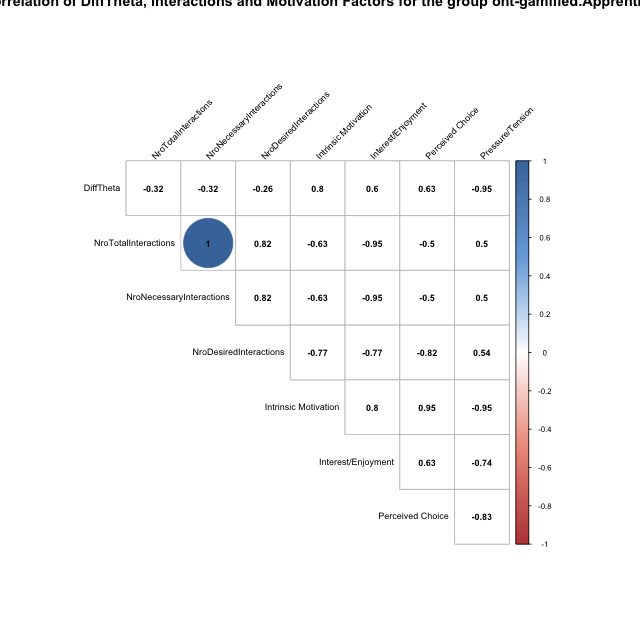 orrelation of DiffTheta, Interactions and Motivation Factors for the group ont-gamified.Apprenti
NroTotalInteractions NroNecessaryInteractions NroDesiredInteractions Intrinsic Motivation Interest/Enjoyment Perceived Choice Pressure/Tension
DiffTheta -0.32 -0.32 -0.26 0.8 0.6 0.63 -0.95
NroTotalInteractions 1 0.82 -0.63 -0.95 -0.5 0.5
NroNecessaryInteractions 0.82 -0.63 -0.95 -0.5 0.5
NroDesiredInteractions -0.77 -0.77 -0.82 0.54
Intrinsic Motivation 0.8 0.95 -0.95
Interest/Enjoyment 0.63 -0.74
Perceived Choice -0.83
1
0.8
0.6
0.4
0.2
0
-0.2
-0.4
-0.6
-0.8
-1